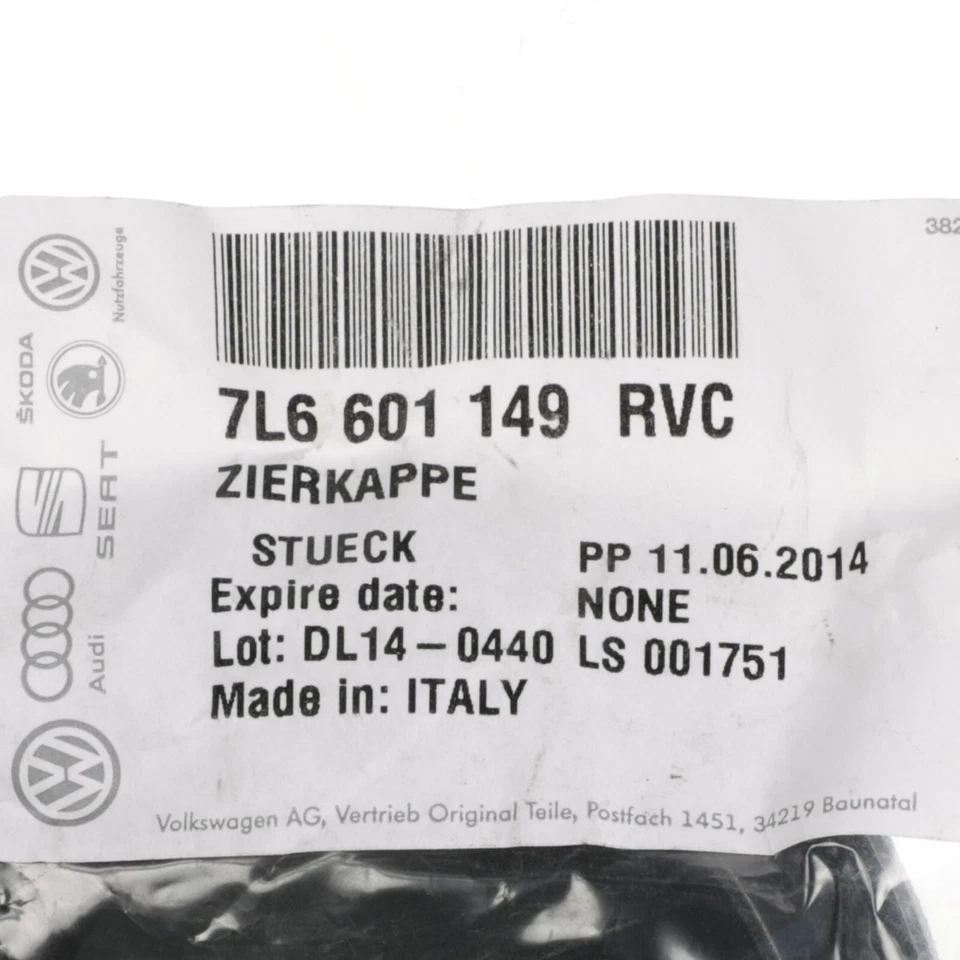 382
7L6 601 149 RVC
ZIERKAPPE
STUECK PP 11.06.2014
Expire date: NONE
Lot: DL14-0440 LS 001751
Made in: ITALY
Volkswagen AG, Vertrieb Original Teile, Postfach 1451, 34219 Baunatal
Nutzfahrzeuge
ŠKODA
SEAT
Audi